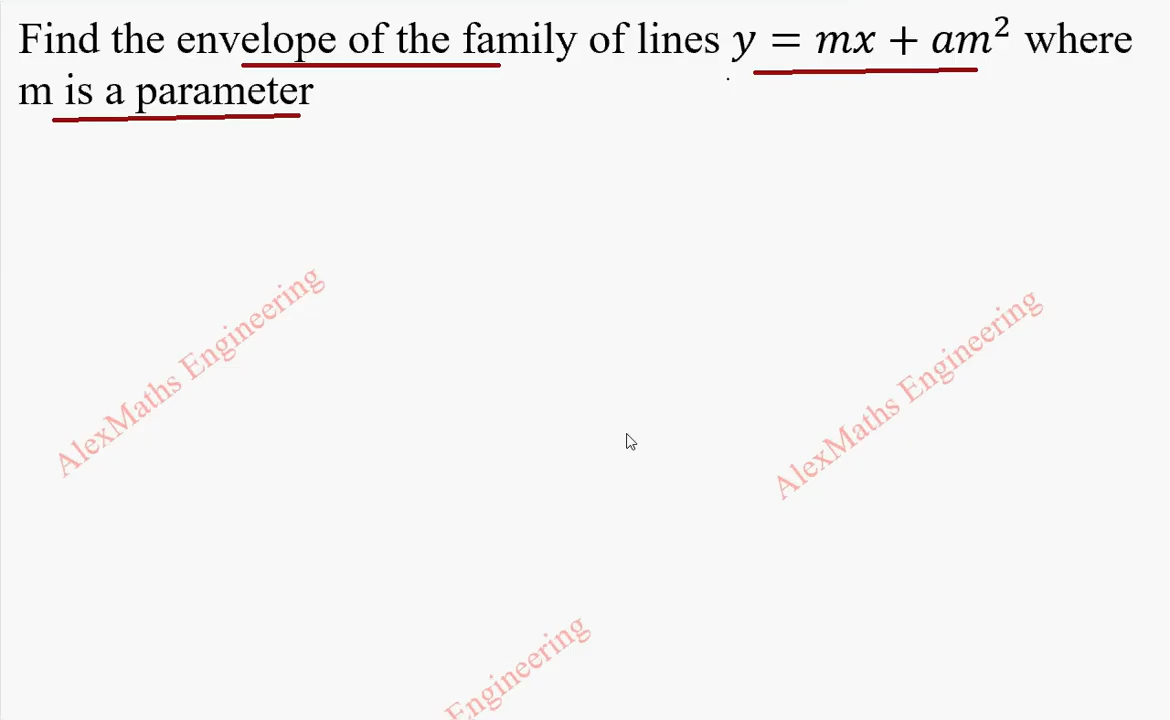 Find the envelope of the family of lines y = mx + am² where
m is a parameter
AlexMaths Engineering
AlexMaths Engineering
Engineering